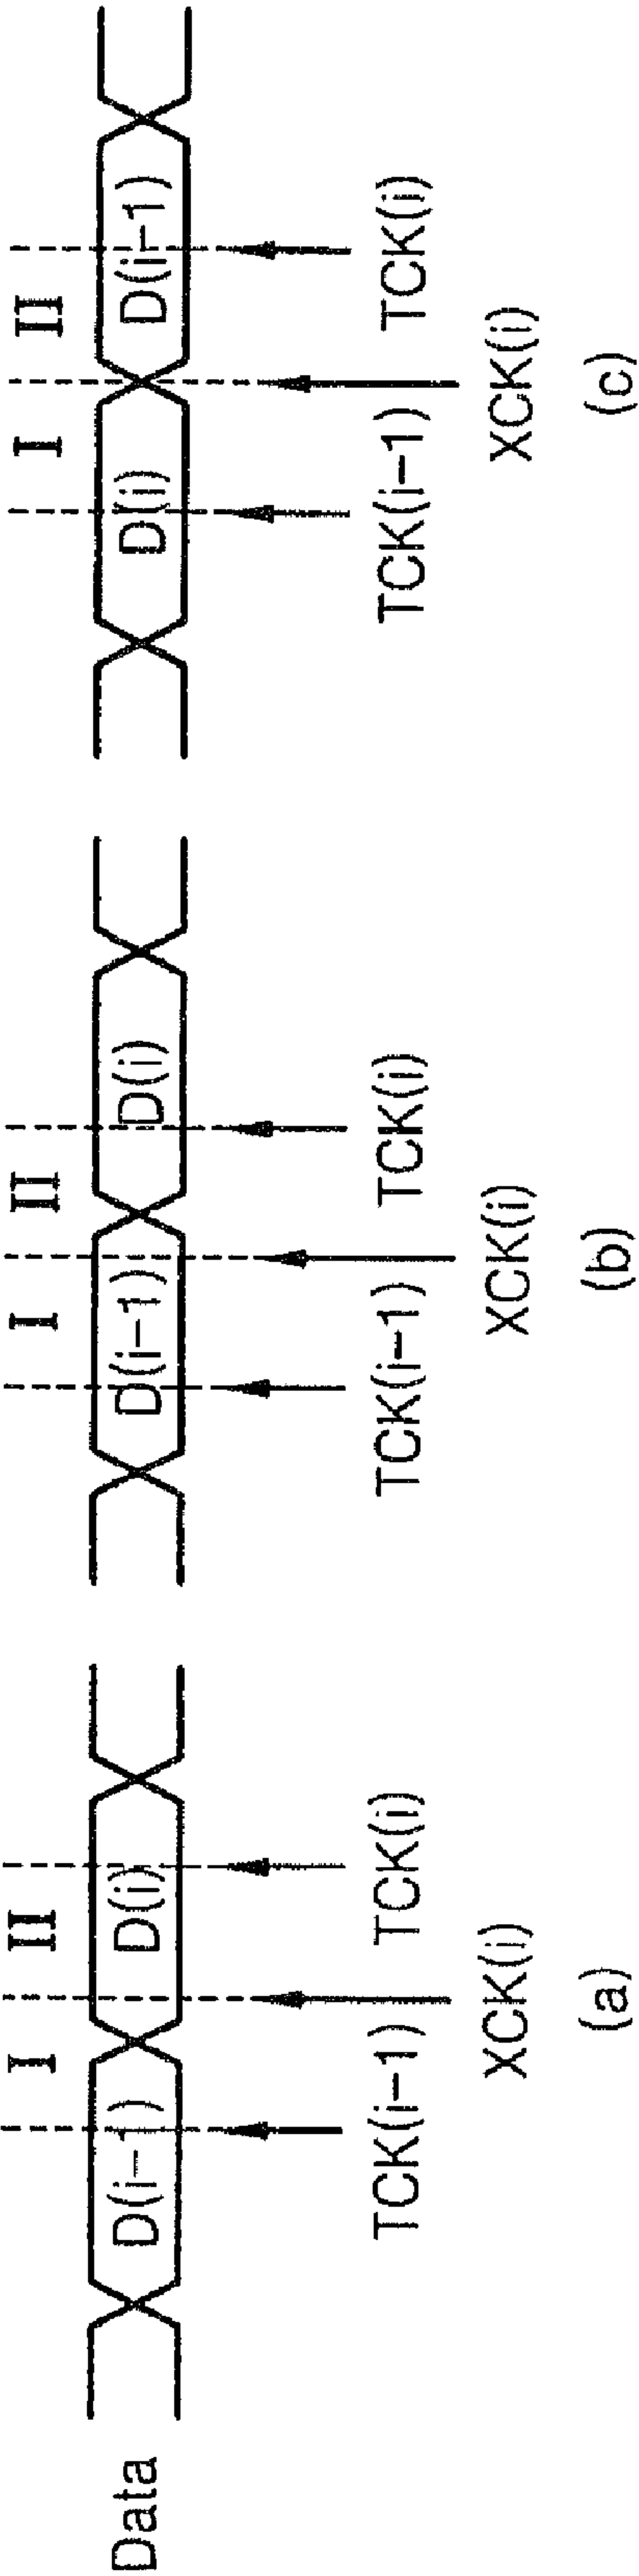 Data
I II
D(i-1) D(i)
TCK(i-1) TCK(i)
XCK(i)
(a)
I II
D(i-1) D(i)
TCK(i-1) TCK(i)
XCK(i)
(b)
I II
D(i) D(i-1)
TCK(i-1) TCK(i)
XCK(i)
(c)